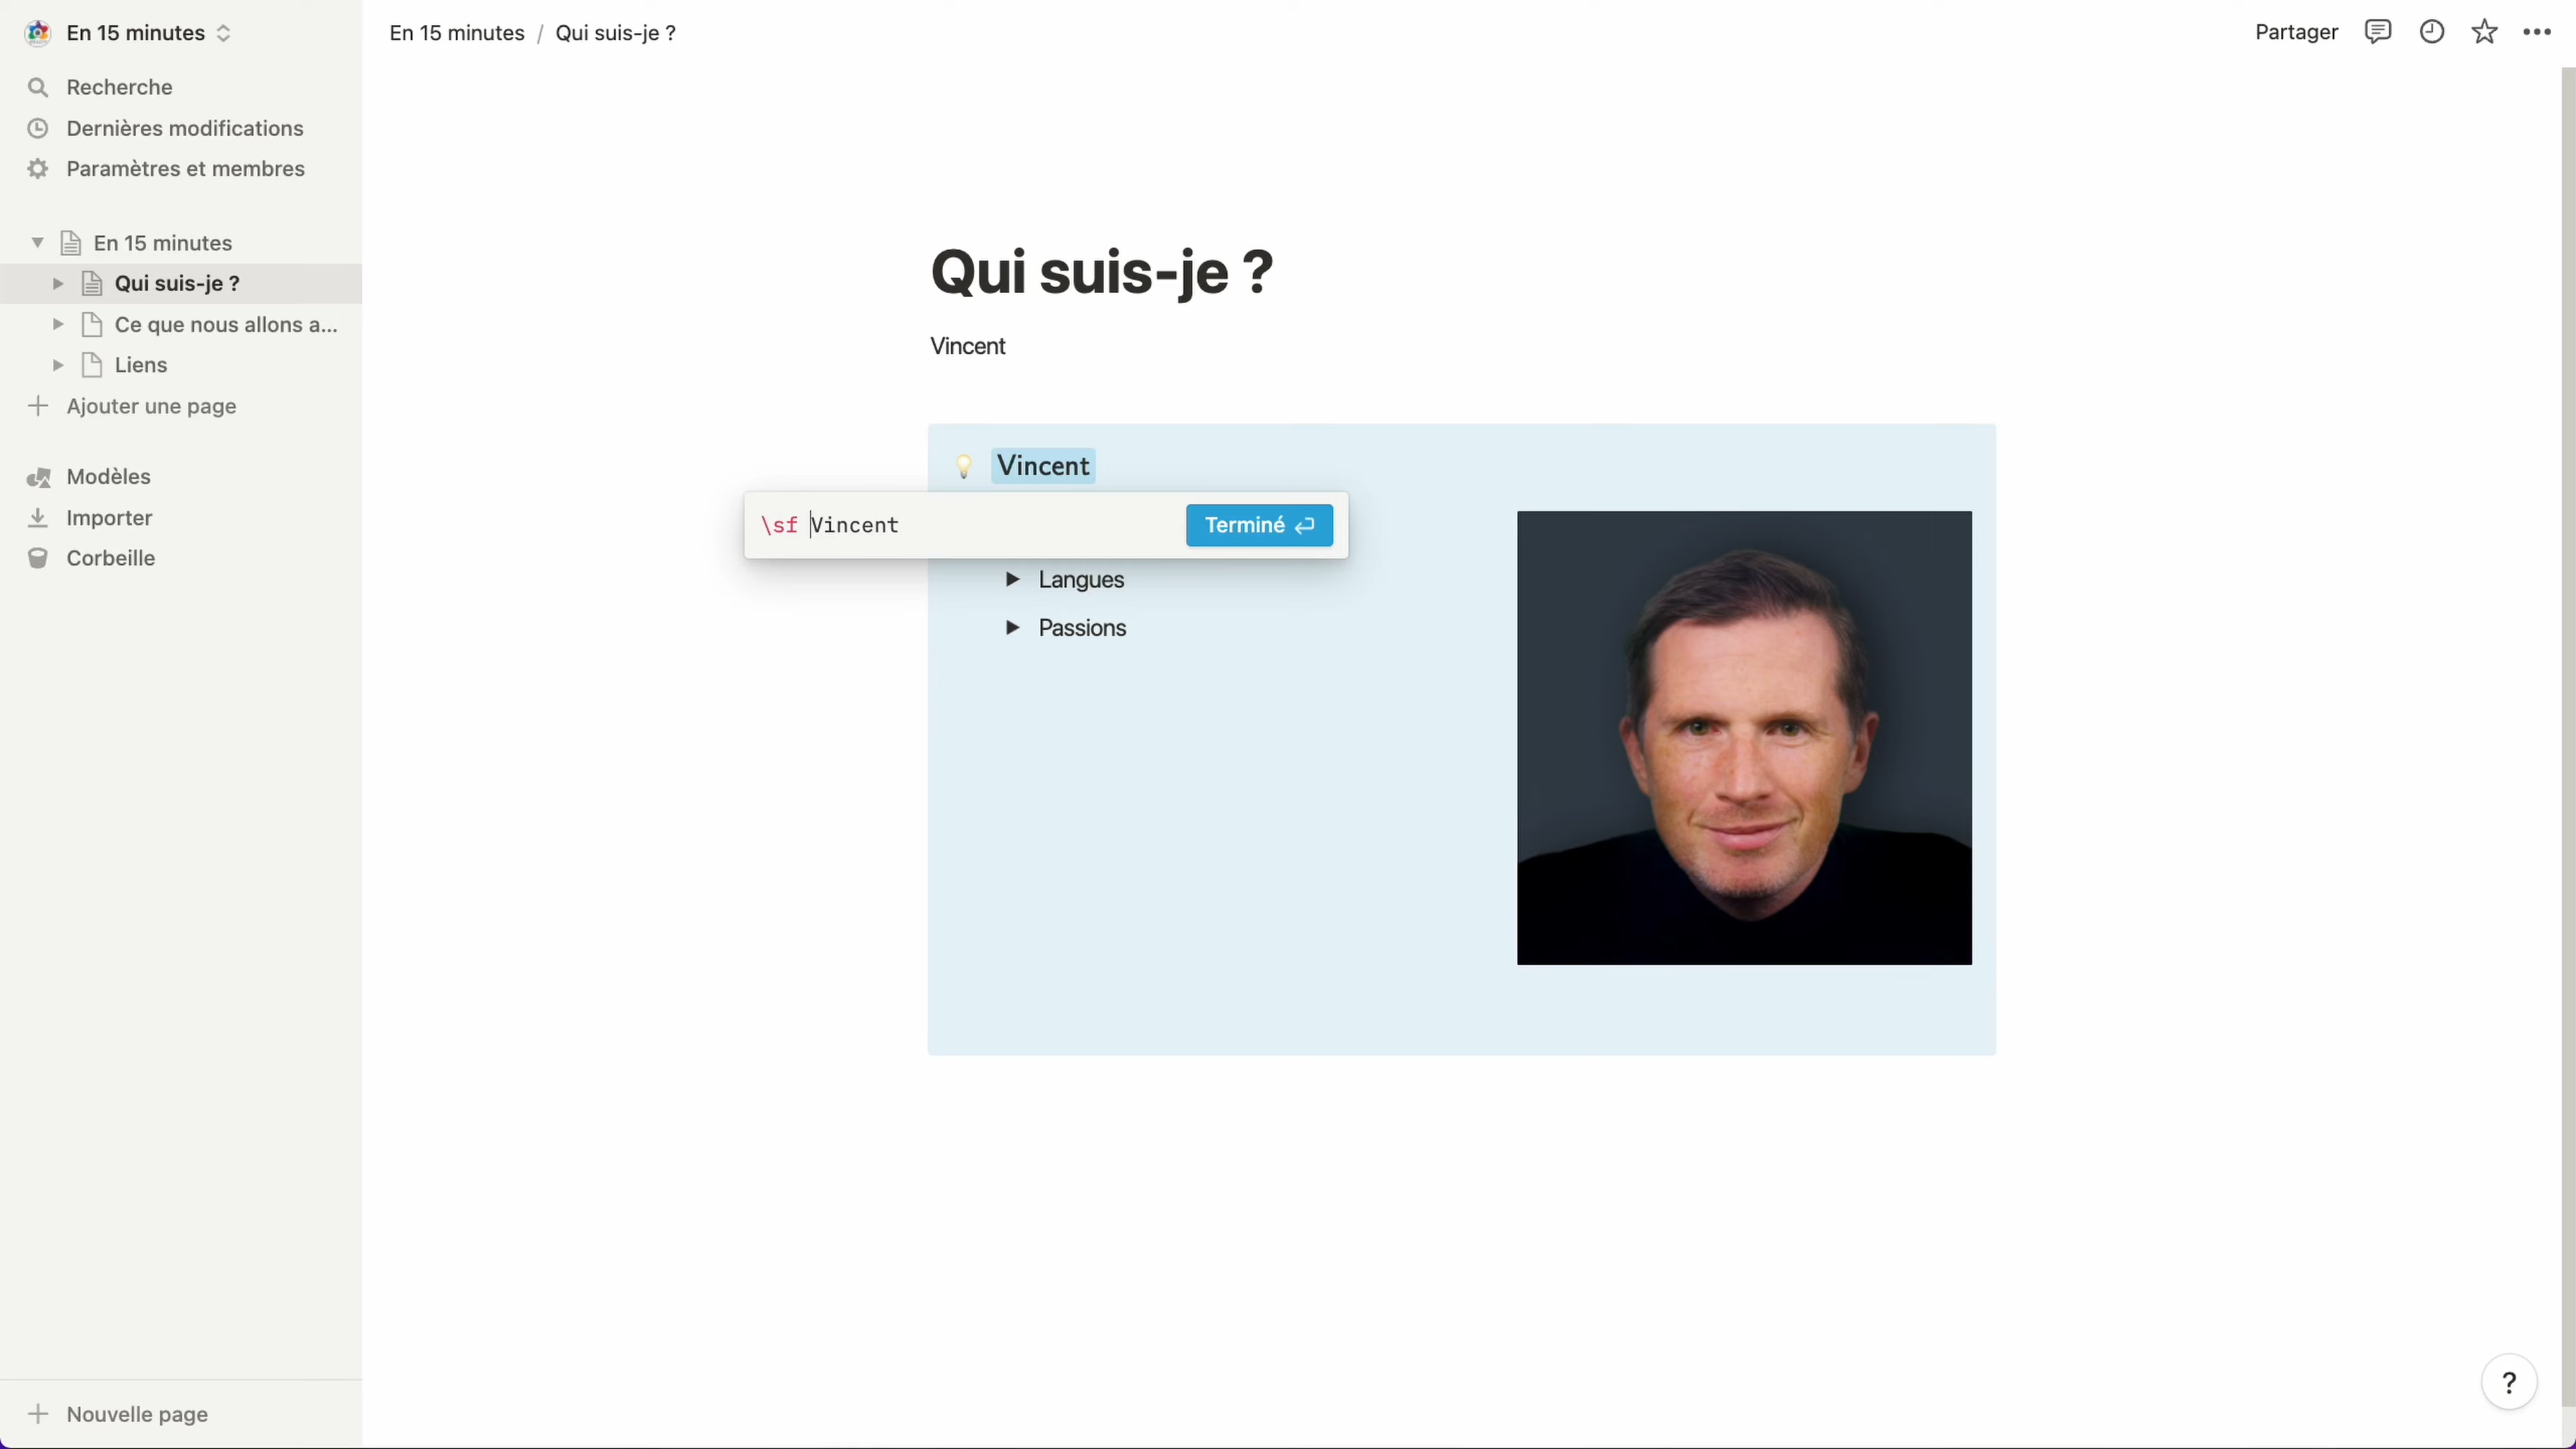 En 15 minutes
Recherche
Dernières modifications
Paramètres et membres
En 15 minutes
Qui suis-je ?
Ce que nous allons a...
Liens
Ajouter une page
Modèles
Importer
Corbeille
Nouvelle page
En 15 minutes / Qui suis-je ?
Partager
Qui suis-je ?
Vincent
Vincent
\sf Vincent
Terminé
Langues
Passions
?